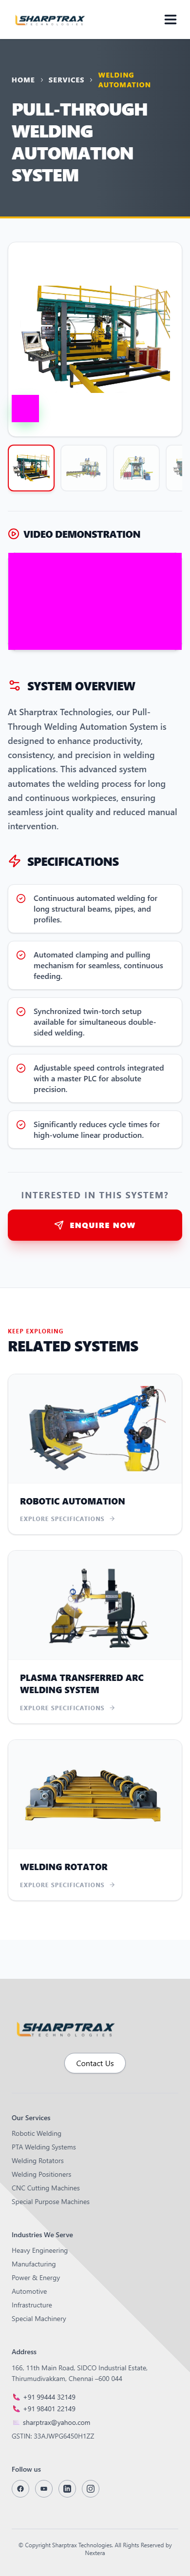 SHARPTRAX
TECHNOLOGIES
HOME › SERVICES › WELDING AUTOMATION
PULL-THROUGH
WELDING
AUTOMATION
SYSTEM
VIDEO DEMONSTRATION
SYSTEM OVERVIEW
At Sharptrax Technologies, our Pull-
Through Welding Automation System is
designed to enhance productivity,
consistency, and precision in welding
applications. This advanced system
automates the welding process for long
and continuous workpieces, ensuring
seamless joint quality and reduced manual
intervention.
SPECIFICATIONS
Continuous automated welding for
long structural beams, pipes, and
profiles.
Automated clamping and pulling
mechanism for seamless, continuous
feeding.
Synchronized twin-torch setup
available for simultaneous double-
sided welding.
Adjustable speed controls integrated
with a master PLC for absolute
precision.
Significantly reduces cycle times for
high-volume linear production.
INTERESTED IN THIS SYSTEM?
ENQUIRE NOW
KEEP EXPLORING
RELATED SYSTEMS
ROBOTIC AUTOMATION
EXPLORE SPECIFICATIONS →
PLASMA TRANSFERRED ARC
WELDING SYSTEM
EXPLORE SPECIFICATIONS →
WELDING ROTATOR
EXPLORE SPECIFICATIONS →
SHARPTRAX
TECHNOLOGIES
Contact Us
Our Services
Robotic Welding
PTA Welding Systems
Welding Rotators
Welding Positioners
CNC Cutting Machines
Special Purpose Machines
Industries We Serve
Heavy Engineering
Manufacturing
Power & Energy
Automotive
Infrastructure
Special Machinery
Address
166, 11th Main Road, SIDCO Industrial Estate,
Thirumudivakkam, Chennai –600 044
+91 99444 32149
+91 98401 22149
sharptrax@yahoo.com
GSTIN: 33AJWPG6450H1ZZ
Follow us
© Copyright Sharptrax Technologies. All Rights Reserved by
Nextera